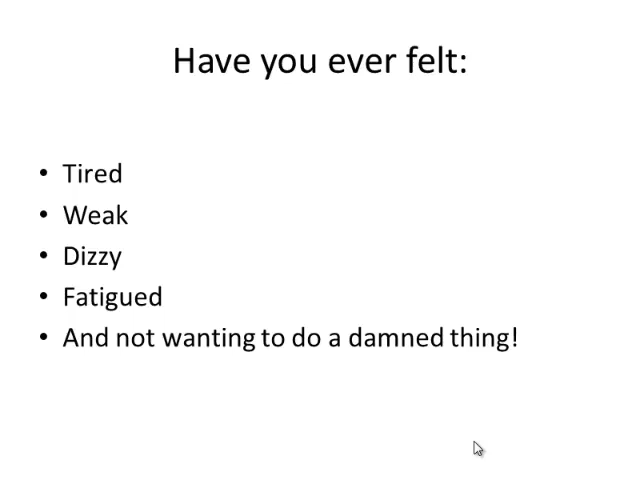 Have you ever felt:
• Tired
• Weak
• Dizzy
• Fatigued
• And not wanting to do a damned thing!